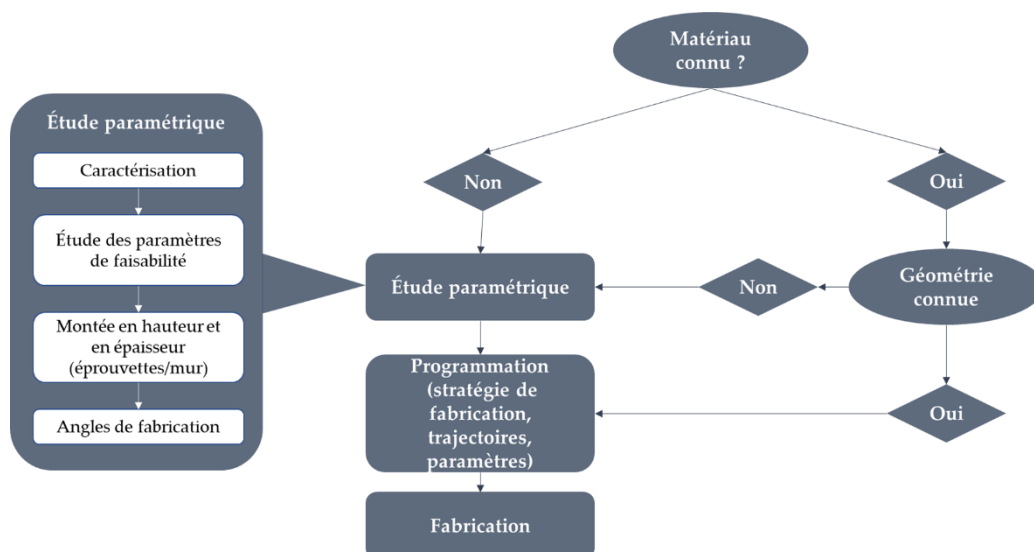 Matériau
connu ?
Étude paramétrique
Caractérisation
Étude des paramètres
de faisabilité
Montée en hauteur et
en épaisseur
(éprouvettes/mur)
Angles de fabrication
Non
Oui
Étude paramétrique
Non
Géométrie
connue
Programmation
(stratégie de
fabrication,
trajectoires,
paramètres)
Oui
Fabrication